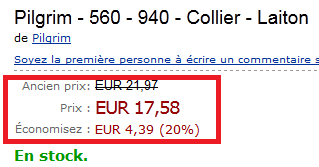 Pilgrim - 560 - 940 - Collier - Laiton
de Pilgrim
Soyez la première personne à écrire un commentaire s
Ancien prix: EUR 21,97
Prix : EUR 17,58
Économisez : EUR 4,39 (20%)
En stock.